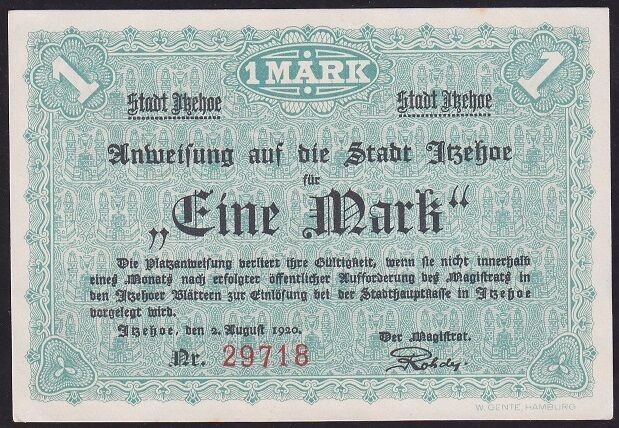 1 1 MARK 1
Stadt Itzehoe Stadt Itzehoe
Anweisung auf die Stadt Itzehoe
für
„Eine Mark“
Die Platzanweisung verliert ihre Gültigkeit, wenn sie nicht innerhalb
eines Monats nach erfolgter öffentlicher Aufforderung des Magistrats in
den Itzehoer Blättern zur Einlösung bei der Stadthauptkasse in Itzehoe
vorgelegt wird.
Itzehoe, den 2. August 1920. Der Magistrat.
Nr. 29718 Rohde.
1 1
W. GENTE, HAMBURG